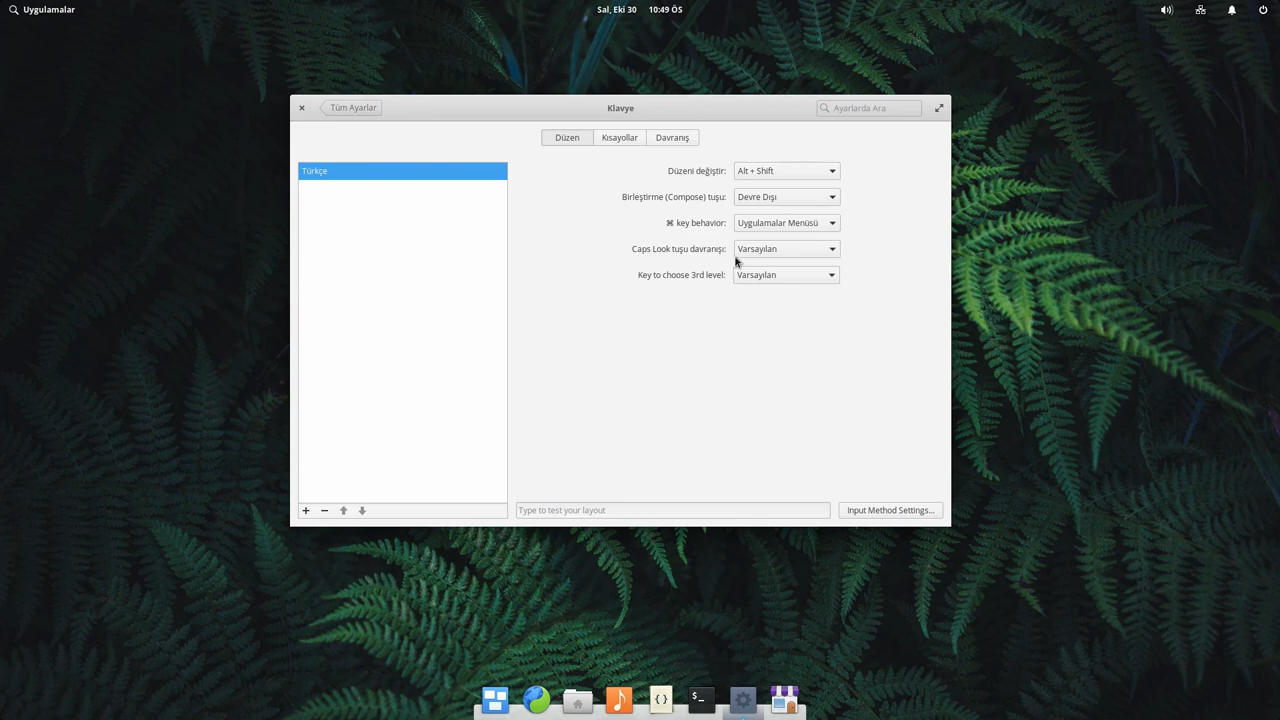 Uygulamalar
Sal, Eki 30 10:49 ÖS
Tüm Ayarlar
Klavye
Ayarlarda Ara
Düzen
Kısayollar
Davranış
Türkçe
Düzeni değiştir: Alt + Shift
Birleştirme (Compose) tuşu: Devre Dışı
⌘ key behavior: Uygulamalar Menüsü
Caps Look tuşu davranışı: Varsayılan
Key to choose 3rd level: Varsayılan
Type to test your layout
Input Method Settings...